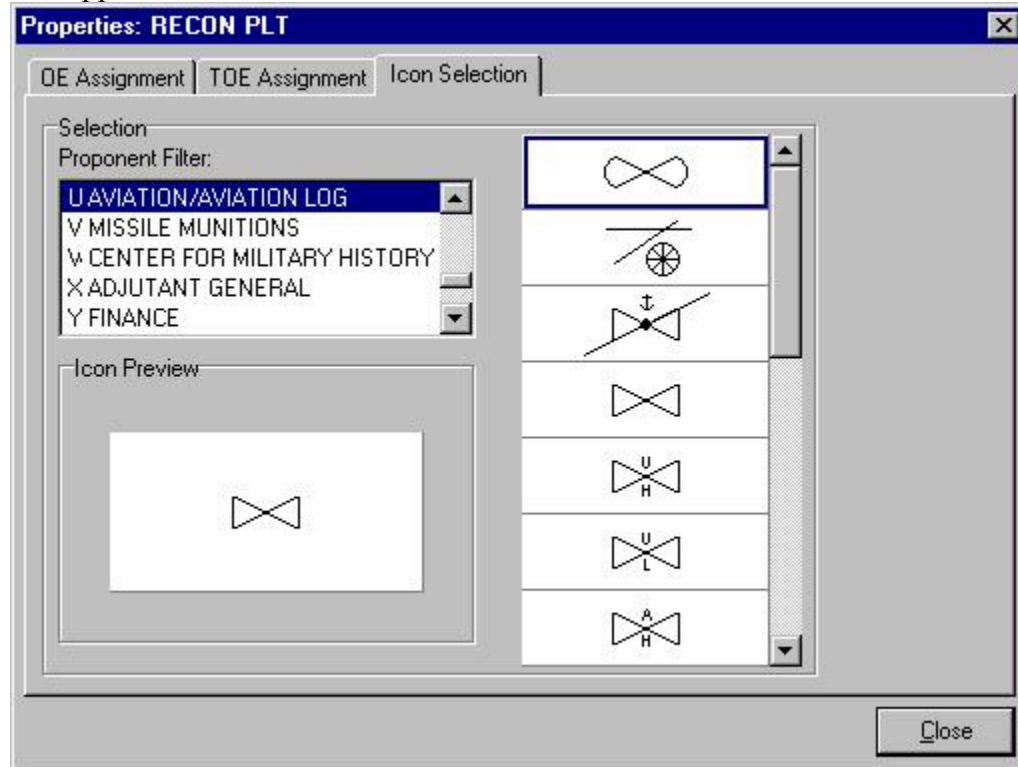 Properties: RECON PLT
OE Assignment
TOE Assignment
Icon Selection
Selection
Proponent Filter:
U AVIATION/AVIATION LOG
V MISSILE MUNITIONS
CENTER FOR MILITARY HISTORY
X ADJUTANT GENERAL
Y FINANCE
Icon Preview
U
H
U
L
A
H
Close